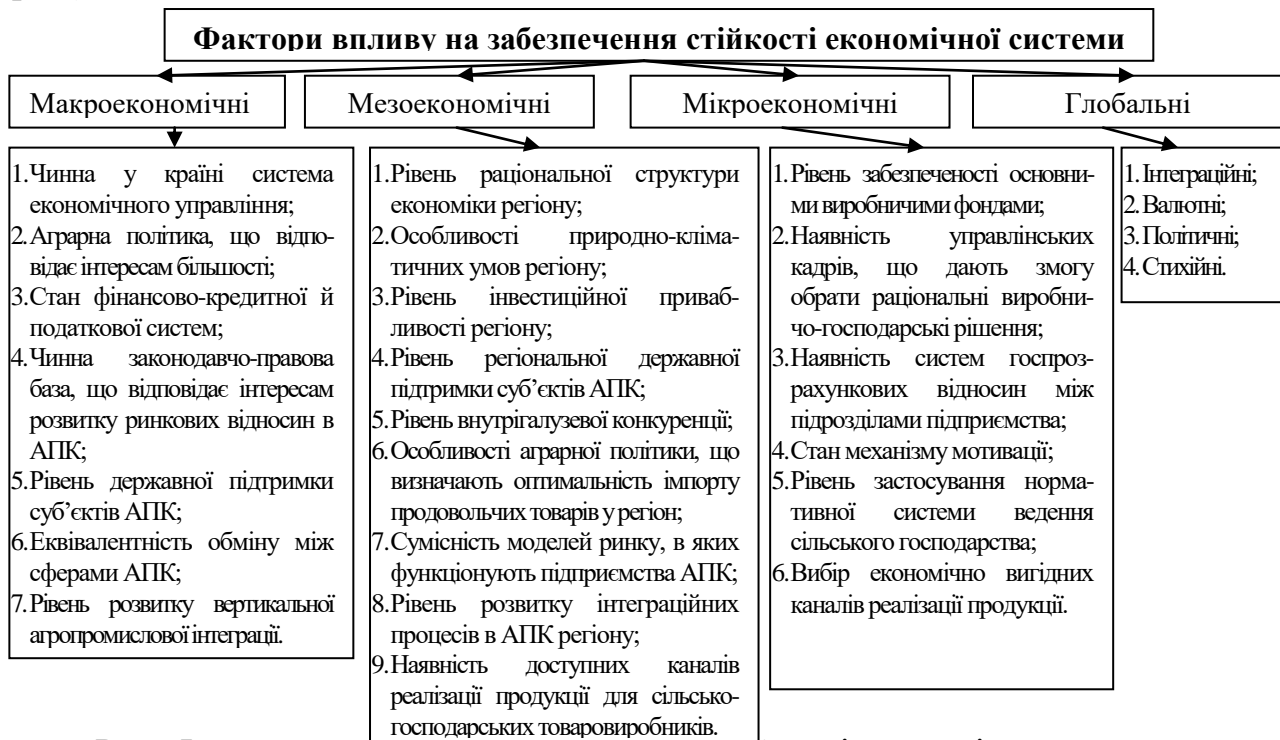 Фактори впливу на забезпечення стійкості економічної системи
Макроекономічні
Мезоекономічні
Мікроекономічні
Глобальні
1.Чинна у країні система
економічного управління;
2.Аграрна політика, що відпо-
відає інтересам більшості;
3.Стан фінансово-кредитної й
податкової систем;
4.Чинна законодавчо-правова
база, що відповідає інтересам
розвитку ринкових відносин в
АПК;
5.Рівень державної підтримки
суб’єктів АПК;
6.Еквівалентність обміну між
сферами АПК;
7.Рівень розвитку вертикальної
агропромислової інтеграції.
1.Рівень раціональної структури
економіки регіону;
2.Особливості природно-кліма-
тичних умов регіону;
3.Рівень інвестиційної приваб-
ливості регіону;
4.Рівень регіональної державної
підтримки суб’єктів АПК;
5.Рівень внутрігалузевої конкуренції;
6.Особливості аграрної політики, що
визначають оптимальність імпорту
продовольчих товарів у регіон;
7.Сумісність моделей ринку, в яких
функціонують підприємства АПК;
8.Рівень розвитку інтеграційних
процесів в АПК регіону;
9.Наявність доступних каналів
реалізації продукції для сільсько-
господарських товаровиробників.
1.Рівень забезпеченості основни-
ми виробничими фондами;
2.Наявність управлінських
кадрів, що дають змогу
обрати раціональні виробни-
чо-господарські рішення;
3.Наявність систем госпроз-
рахункових відносин між
підрозділами підприємства;
4.Стан механізму мотивації;
5.Рівень застосування норма-
тивної системи ведення
сільського господарства;
6.Вибір економічно вигідних
каналів реалізації продукції.
1.Інтеграційні;
2.Валютні;
3.Політичні;
4.Стихійні.